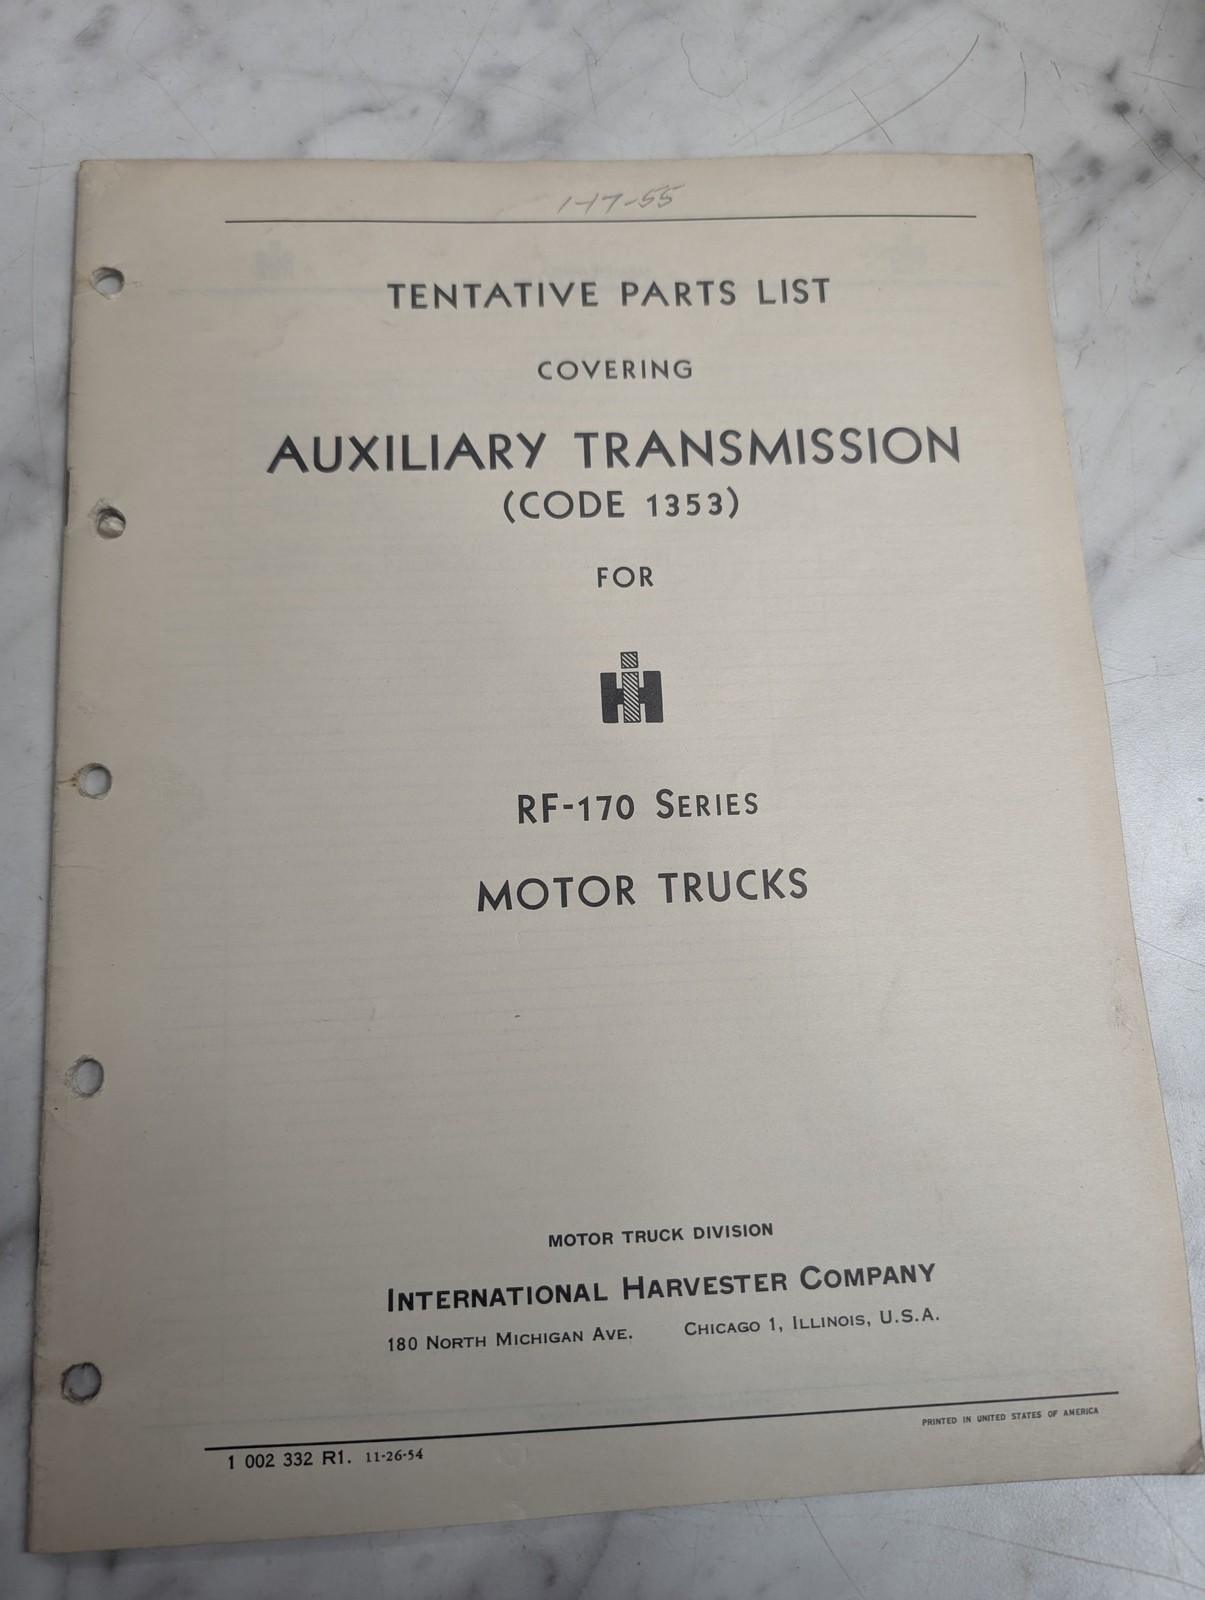 1-17-55
TENTATIVE PARTS LIST
COVERING
AUXILIARY TRANSMISSION
(CODE 1353)
FOR
IH
RF-170 SERIES
MOTOR TRUCKS
MOTOR TRUCK DIVISION
INTERNATIONAL HARVESTER COMPANY
180 NORTH MICHIGAN AVE. CHICAGO 1, ILLINOIS, U.S.A.
PRINTED IN UNITED STATES OF AMERICA
1 002 332 R1. 11-26-54